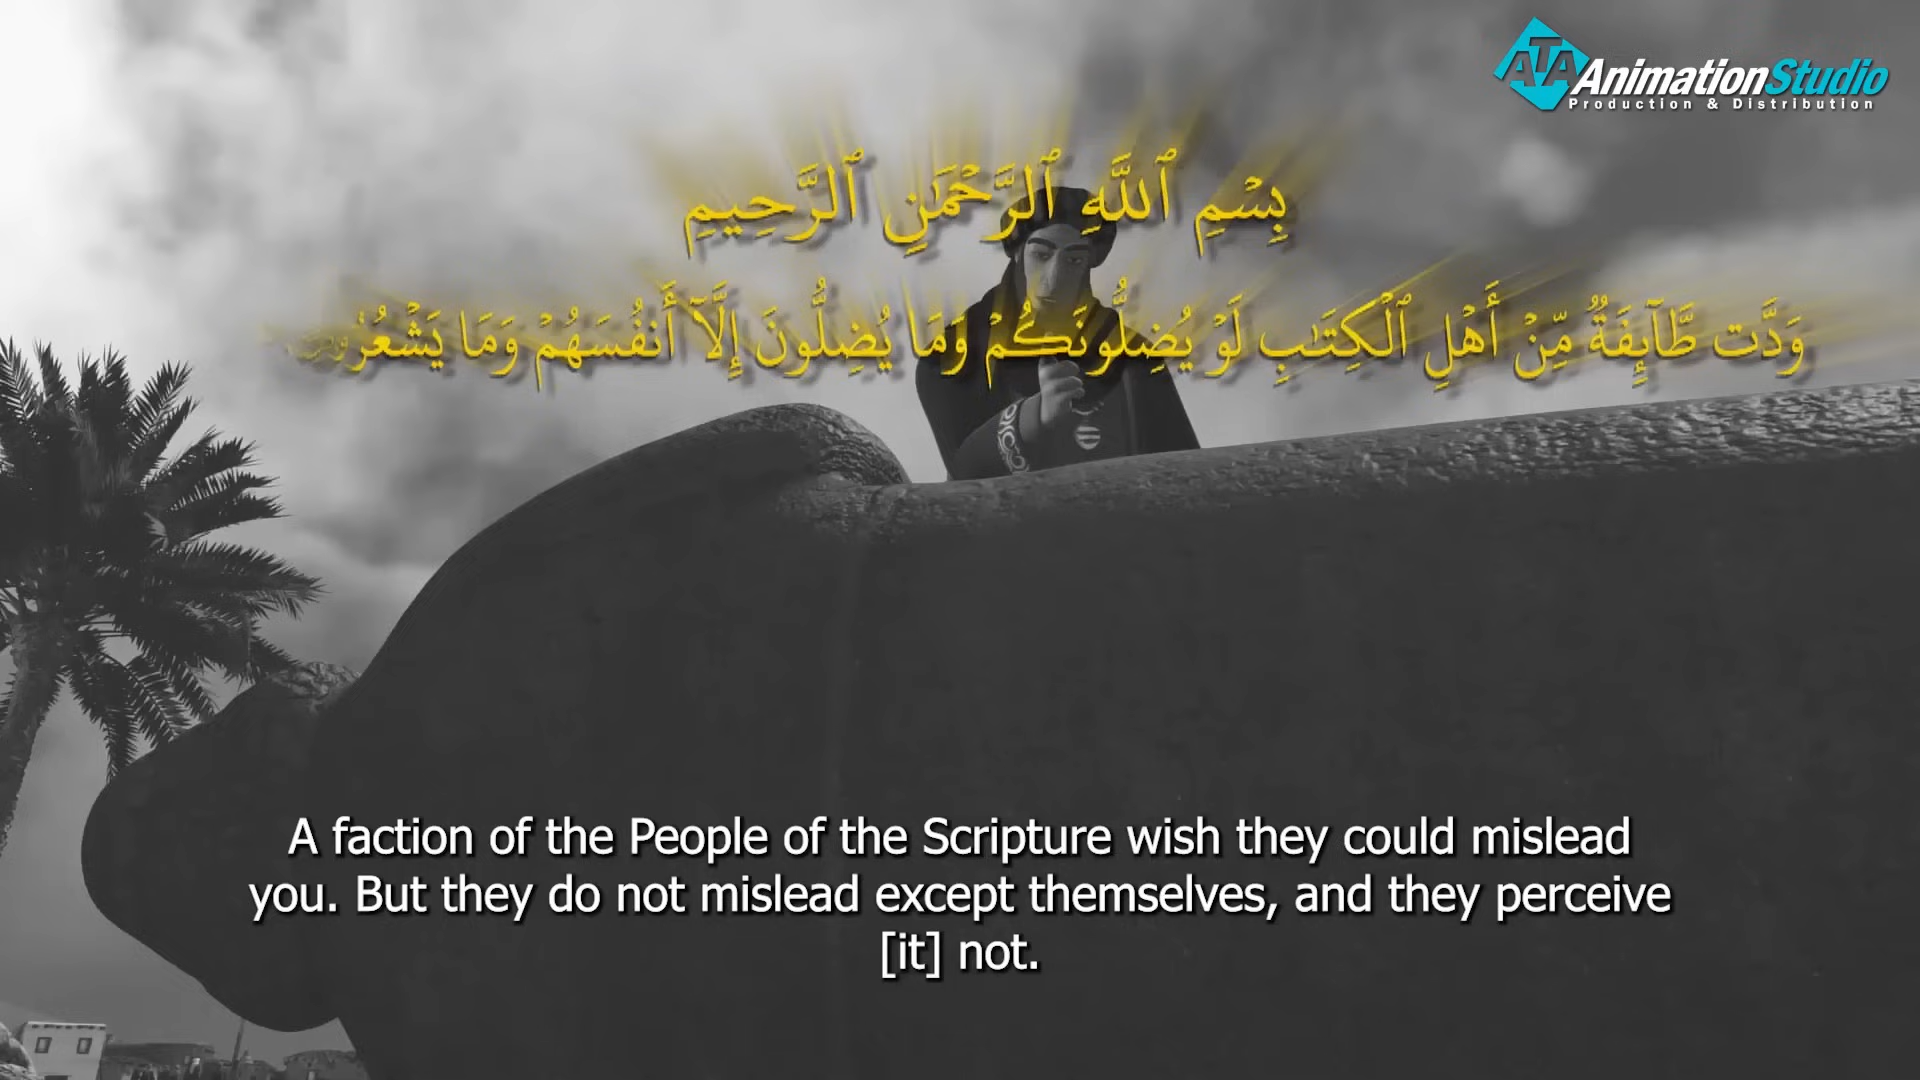 ATA AnimationStudio
Production & Distribution
بِسْمِ ٱللَّهِ ٱلرَّحْمَٰنِ ٱلرَّحِيمِ
وَدَّت طَّآئِفَةٌ مِّنْ أَهْلِ ٱلْكِتَٰبِ لَوْ يُضِلُّونَكُمْ وَمَا يُضِلُّونَ إِلَّآ أَنفُسَهُمْ وَمَا يَشْعُرُونَ
A faction of the People of the Scripture wish they could mislead
you. But they do not mislead except themselves, and they perceive
[it] not.